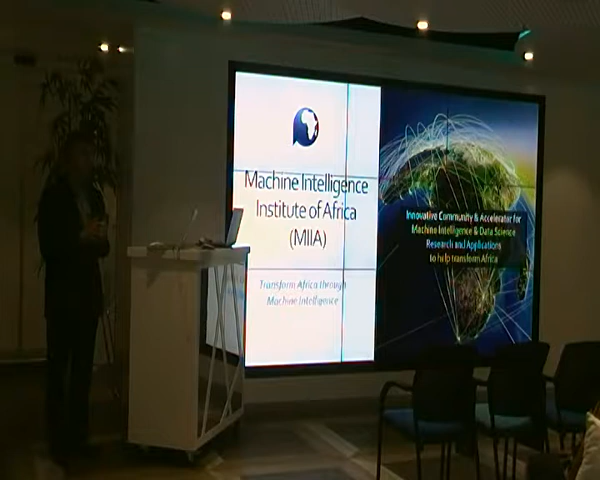 Machine Intelligence
Institute of Africa
(MIIA)
Transform Africa through
Machine Intelligence
Innovative Community & Accelerator for
Machine Intelligence & Data Science
Research and Applications
to help transform Africa